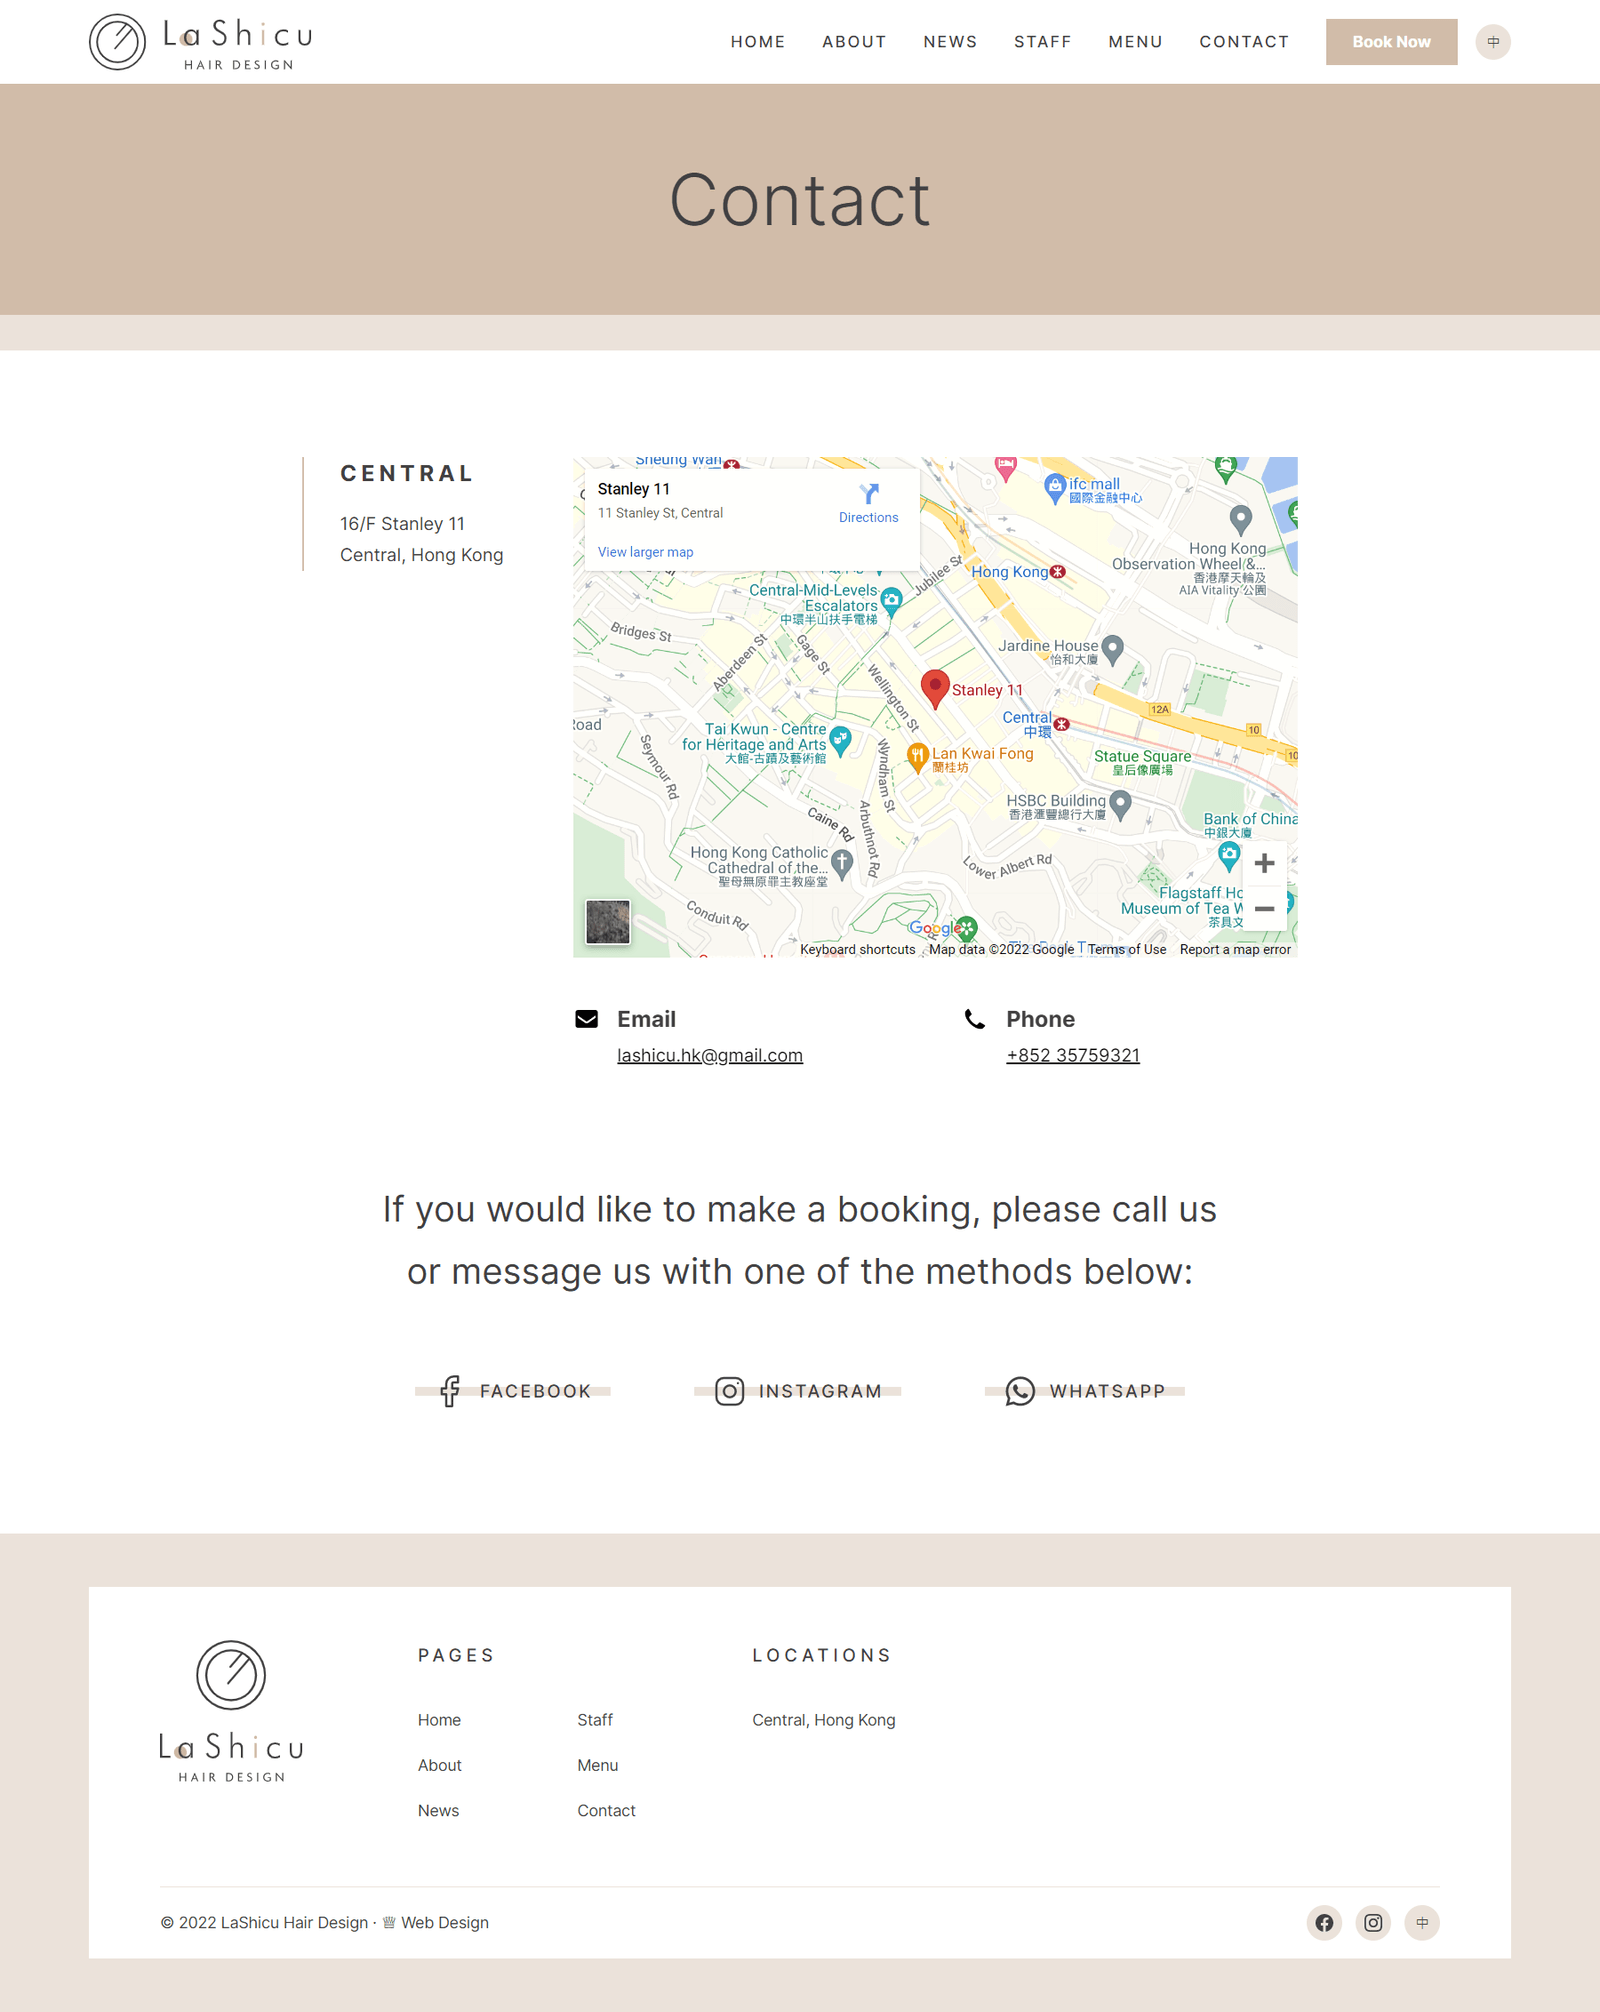 LaShicu
HAIR DESIGN
HOME
ABOUT
NEWS
STAFF
MENU
CONTACT
Book Now
中
Contact
CENTRAL
16/F Stanley 11
Central, Hong Kong
Sheung Wan
Stanley 11
11 Stanley St, Central
Directions
View larger map
ifc mall
國際金融中心
Hong Kong
Observation Wheel &...
香港摩天輪及
AIA Vitality 公園
Jubilee St
Hong Kong
Central-Mid-Levels
Escalators
中環半山扶手電梯
Bridges St
Aberdeen St
Gage St
Wellington St
Jardine House
怡和大廈
Stanley 11
12A
Central
中環
10
10
Road
Tai Kwun - Centre
for Heritage and Arts
大館-古蹟及藝術館
Seymour Rd
Wyndham St
Lan Kwai Fong
蘭桂坊
Statue Square
皇后像廣場
HSBC Building
香港滙豐總行大廈
Caine Rd
Arbuthnot Rd
Bank of China
中銀大廈
Hong Kong Catholic
Cathedral of the...
聖母無原罪主教座堂
Lower Albert Rd
Flagstaff Ho
Museum of Tea W
茶具文
Conduit Rd
Google
Keyboard shortcuts
Map data ©2022 Google
Terms of Use
Report a map error
Email
lashicu.hk@gmail.com
Phone
+852 35759321
If you would like to make a booking, please call us
or message us with one of the methods below:
FACEBOOK
INSTAGRAM
WHATSAPP
LaShicu
HAIR DESIGN
PAGES
Home
About
News
Staff
Menu
Contact
LOCATIONS
Central, Hong Kong
© 2022 LaShicu Hair Design · ♕ Web Design
中